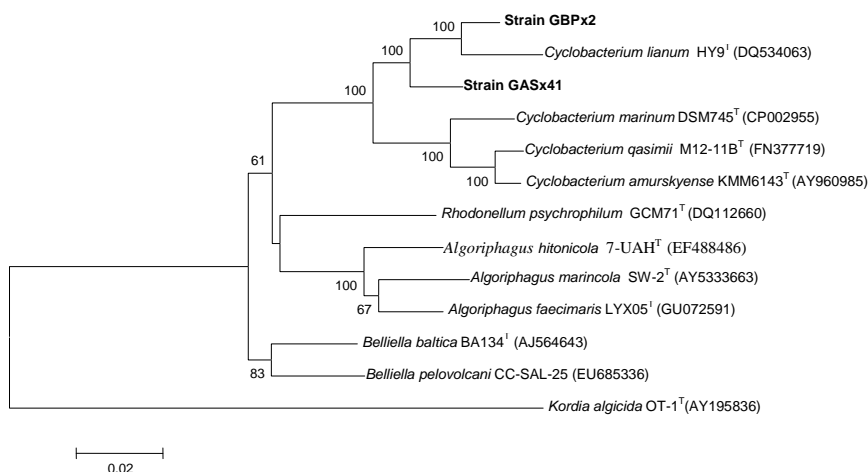 Strain GBPx2
100
Cyclobacterium lianum HY9ᵀ (DQ534063)
100
Strain GASx41
100
Cyclobacterium marinum DSM745ᵀ (CP002955)
100
Cyclobacterium qasimii M12-11Bᵀ (FN377719)
61
100
Cyclobacterium amurskyense KMM6143ᵀ (AY960985)
Rhodonellum psychrophilum GCM71ᵀ (DQ112660)
Algoriphagus hitonicola 7-UAHᵀ (EF488486)
100
Algoriphagus marincola SW-2ᵀ (AY5333663)
67
Algoriphagus faecimaris LYX05ᵀ (GU072591)
Belliella baltica BA134ᵀ (AJ564643)
83
Belliella pelovolcani CC-SAL-25 (EU685336)
Kordia algicida OT-1ᵀ(AY195836)
0.02